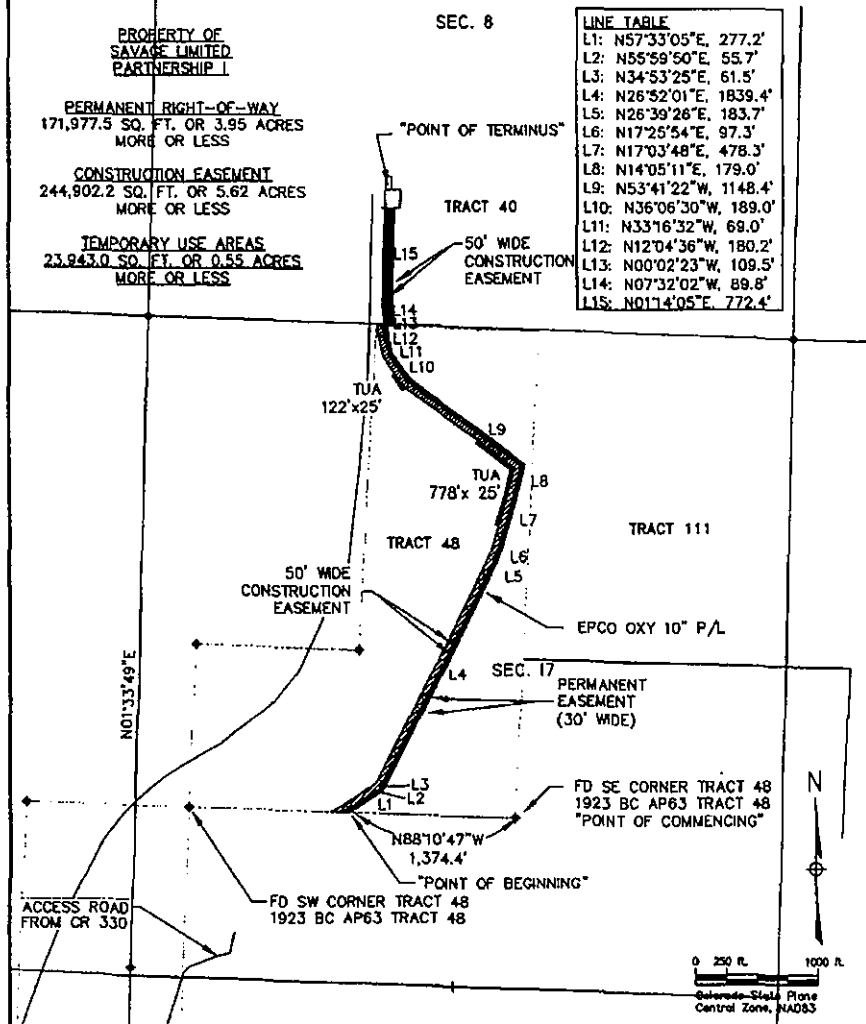 SEC. 8
PROPERTY OF
SAVAGE LIMITED
PARTNERSHIP I
PERMANENT RIGHT-OF-WAY
171,977.5 SQ. FT. OR 3.95 ACRES
MORE OR LESS
CONSTRUCTION EASEMENT
244,902.2 SQ. FT. OR 5.62 ACRES
MORE OR LESS
TEMPORARY USE AREAS
23,943.0 SQ. FT. OR 0.55 ACRES
MORE OR LESS
LINE TABLE
L1: N57°33'05"E, 277.2'
L2: N55°59'50"E, 55.7'
L3: N34°53'25"E, 61.5'
L4: N26°52'01"E, 1839.4'
L5: N26°39'26"E, 183.7'
L6: N17°25'54"E, 97.3'
L7: N17°03'48"E, 478.3'
L8: N14°05'11"E, 179.0'
L9: N53°41'22"W, 1148.4'
L10: N36°06'30"W, 189.0'
L11: N33°16'32"W, 69.0'
L12: N12°04'36"W, 180.2'
L13: N00°02'23"W, 109.5'
L14: N07°32'02"W, 89.8'
L15: N01°14'05"E, 772.4'
"POINT OF TERMINUS"
TRACT 40
L15
50' WIDE
CONSTRUCTION
EASEMENT
L14
L13
L12
L11
L10
TUA
122'x25'
L9
TUA
778'x 25'
L8
L7
TRACT 48
TRACT 111
L6
L5
50' WIDE
CONSTRUCTION
EASEMENT
EPCO OXY 10" P/L
N01°33'49"E
L4
SEC. 17
PERMANENT
EASEMENT
(30' WIDE)
L3
L2
L1
FD SE CORNER TRACT 48
1923 BC AP63 TRACT 48
"POINT OF COMMENCING"
N
N88°10'47"W
1,374.4'
"POINT OF BEGINNING"
FD SW CORNER TRACT 48
1923 BC AP63 TRACT 48
ACCESS ROAD
FROM CR 330
0 250 ft. 1000 ft.
Colorado State Plane
Central Zone, NAD83